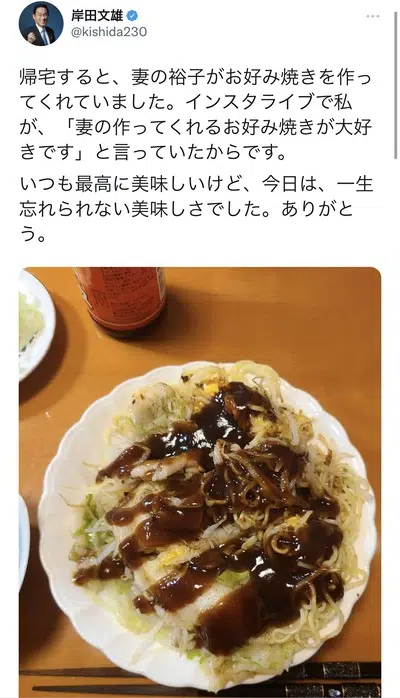 岸田文雄
@kishida230
帰宅すると、妻の裕子がお好み焼きを作っ
てくれていました。インスタライブで私
が、「妻の作ってくれるお好み焼きが大好
きです」と言っていたからです。
いつも最高に美味しいけど、今日は、一生
忘れられない美味しさでした。ありがと
う。